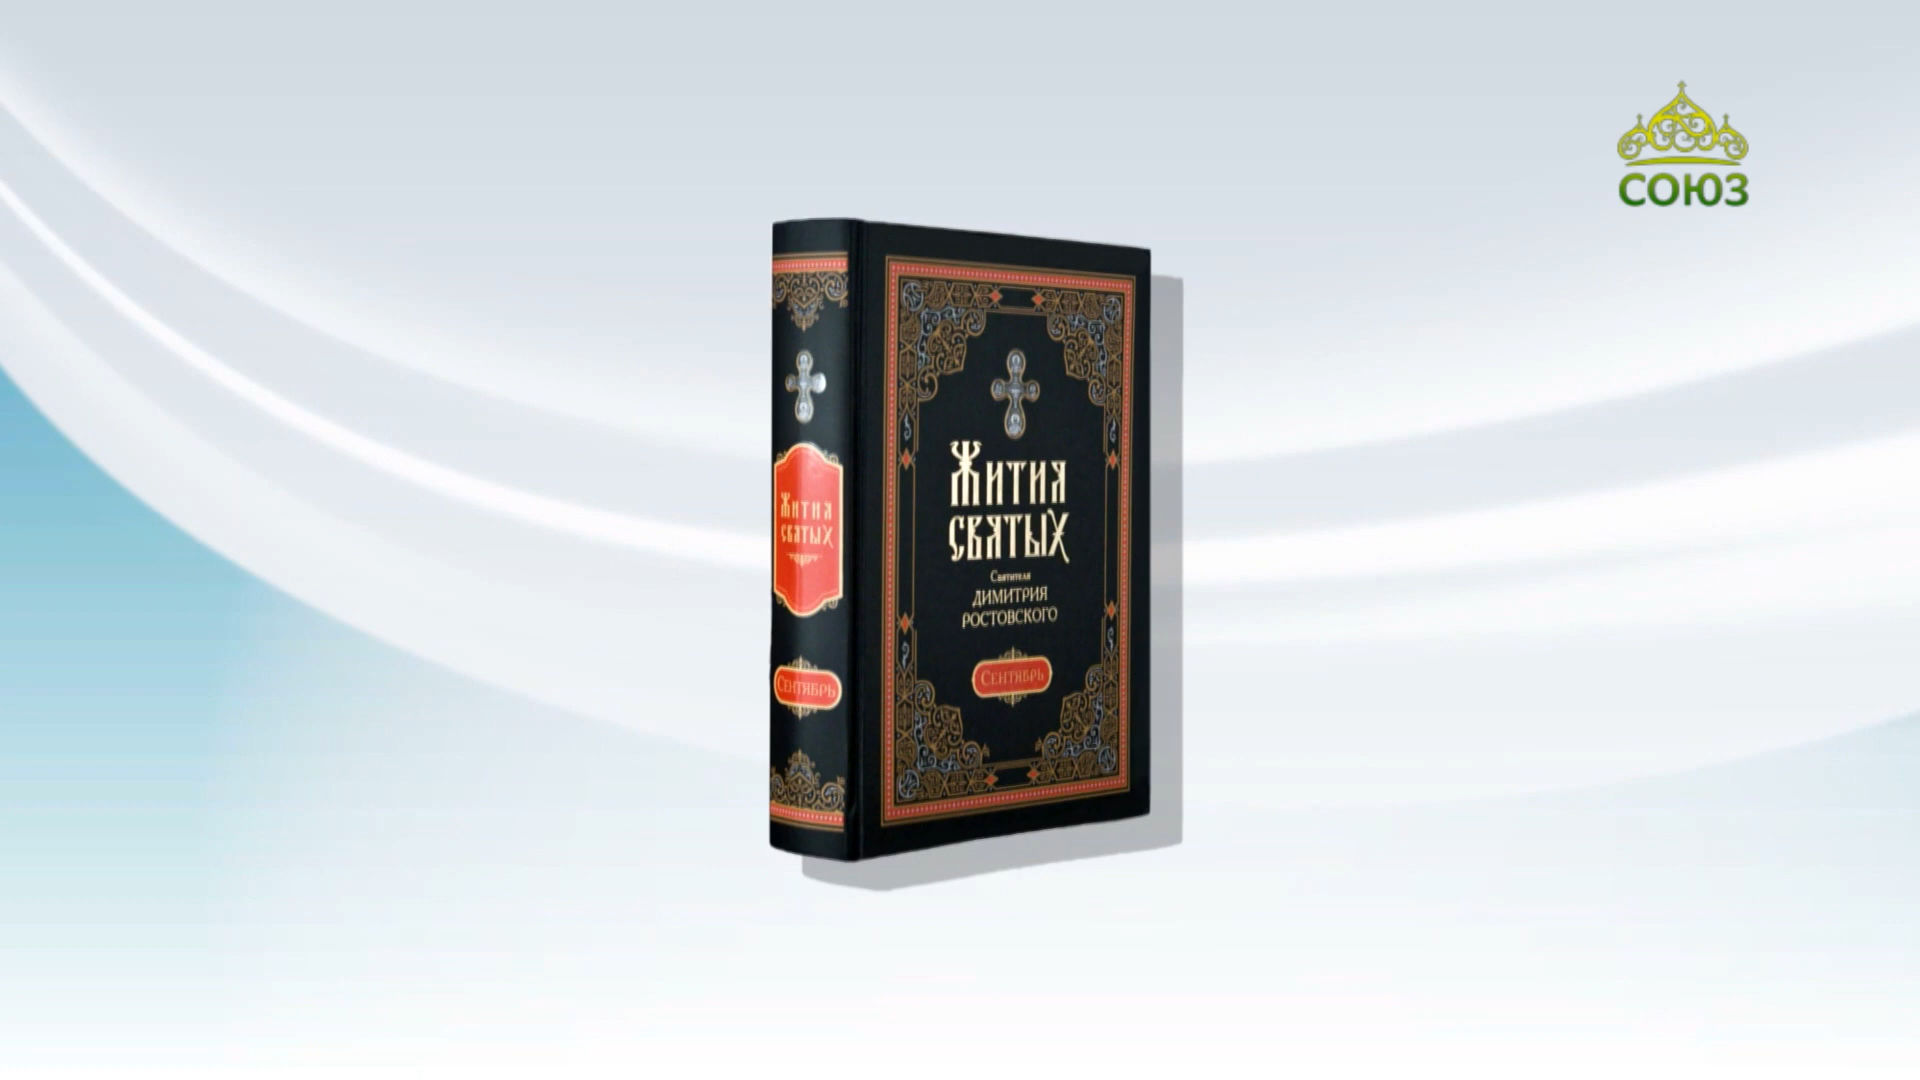 СОЮЗ
Жития
святых
Святителя
ДИМИТРИЯ
РОСТОВСКОГО
Сентябрь
Жития
святых
Сентябрь